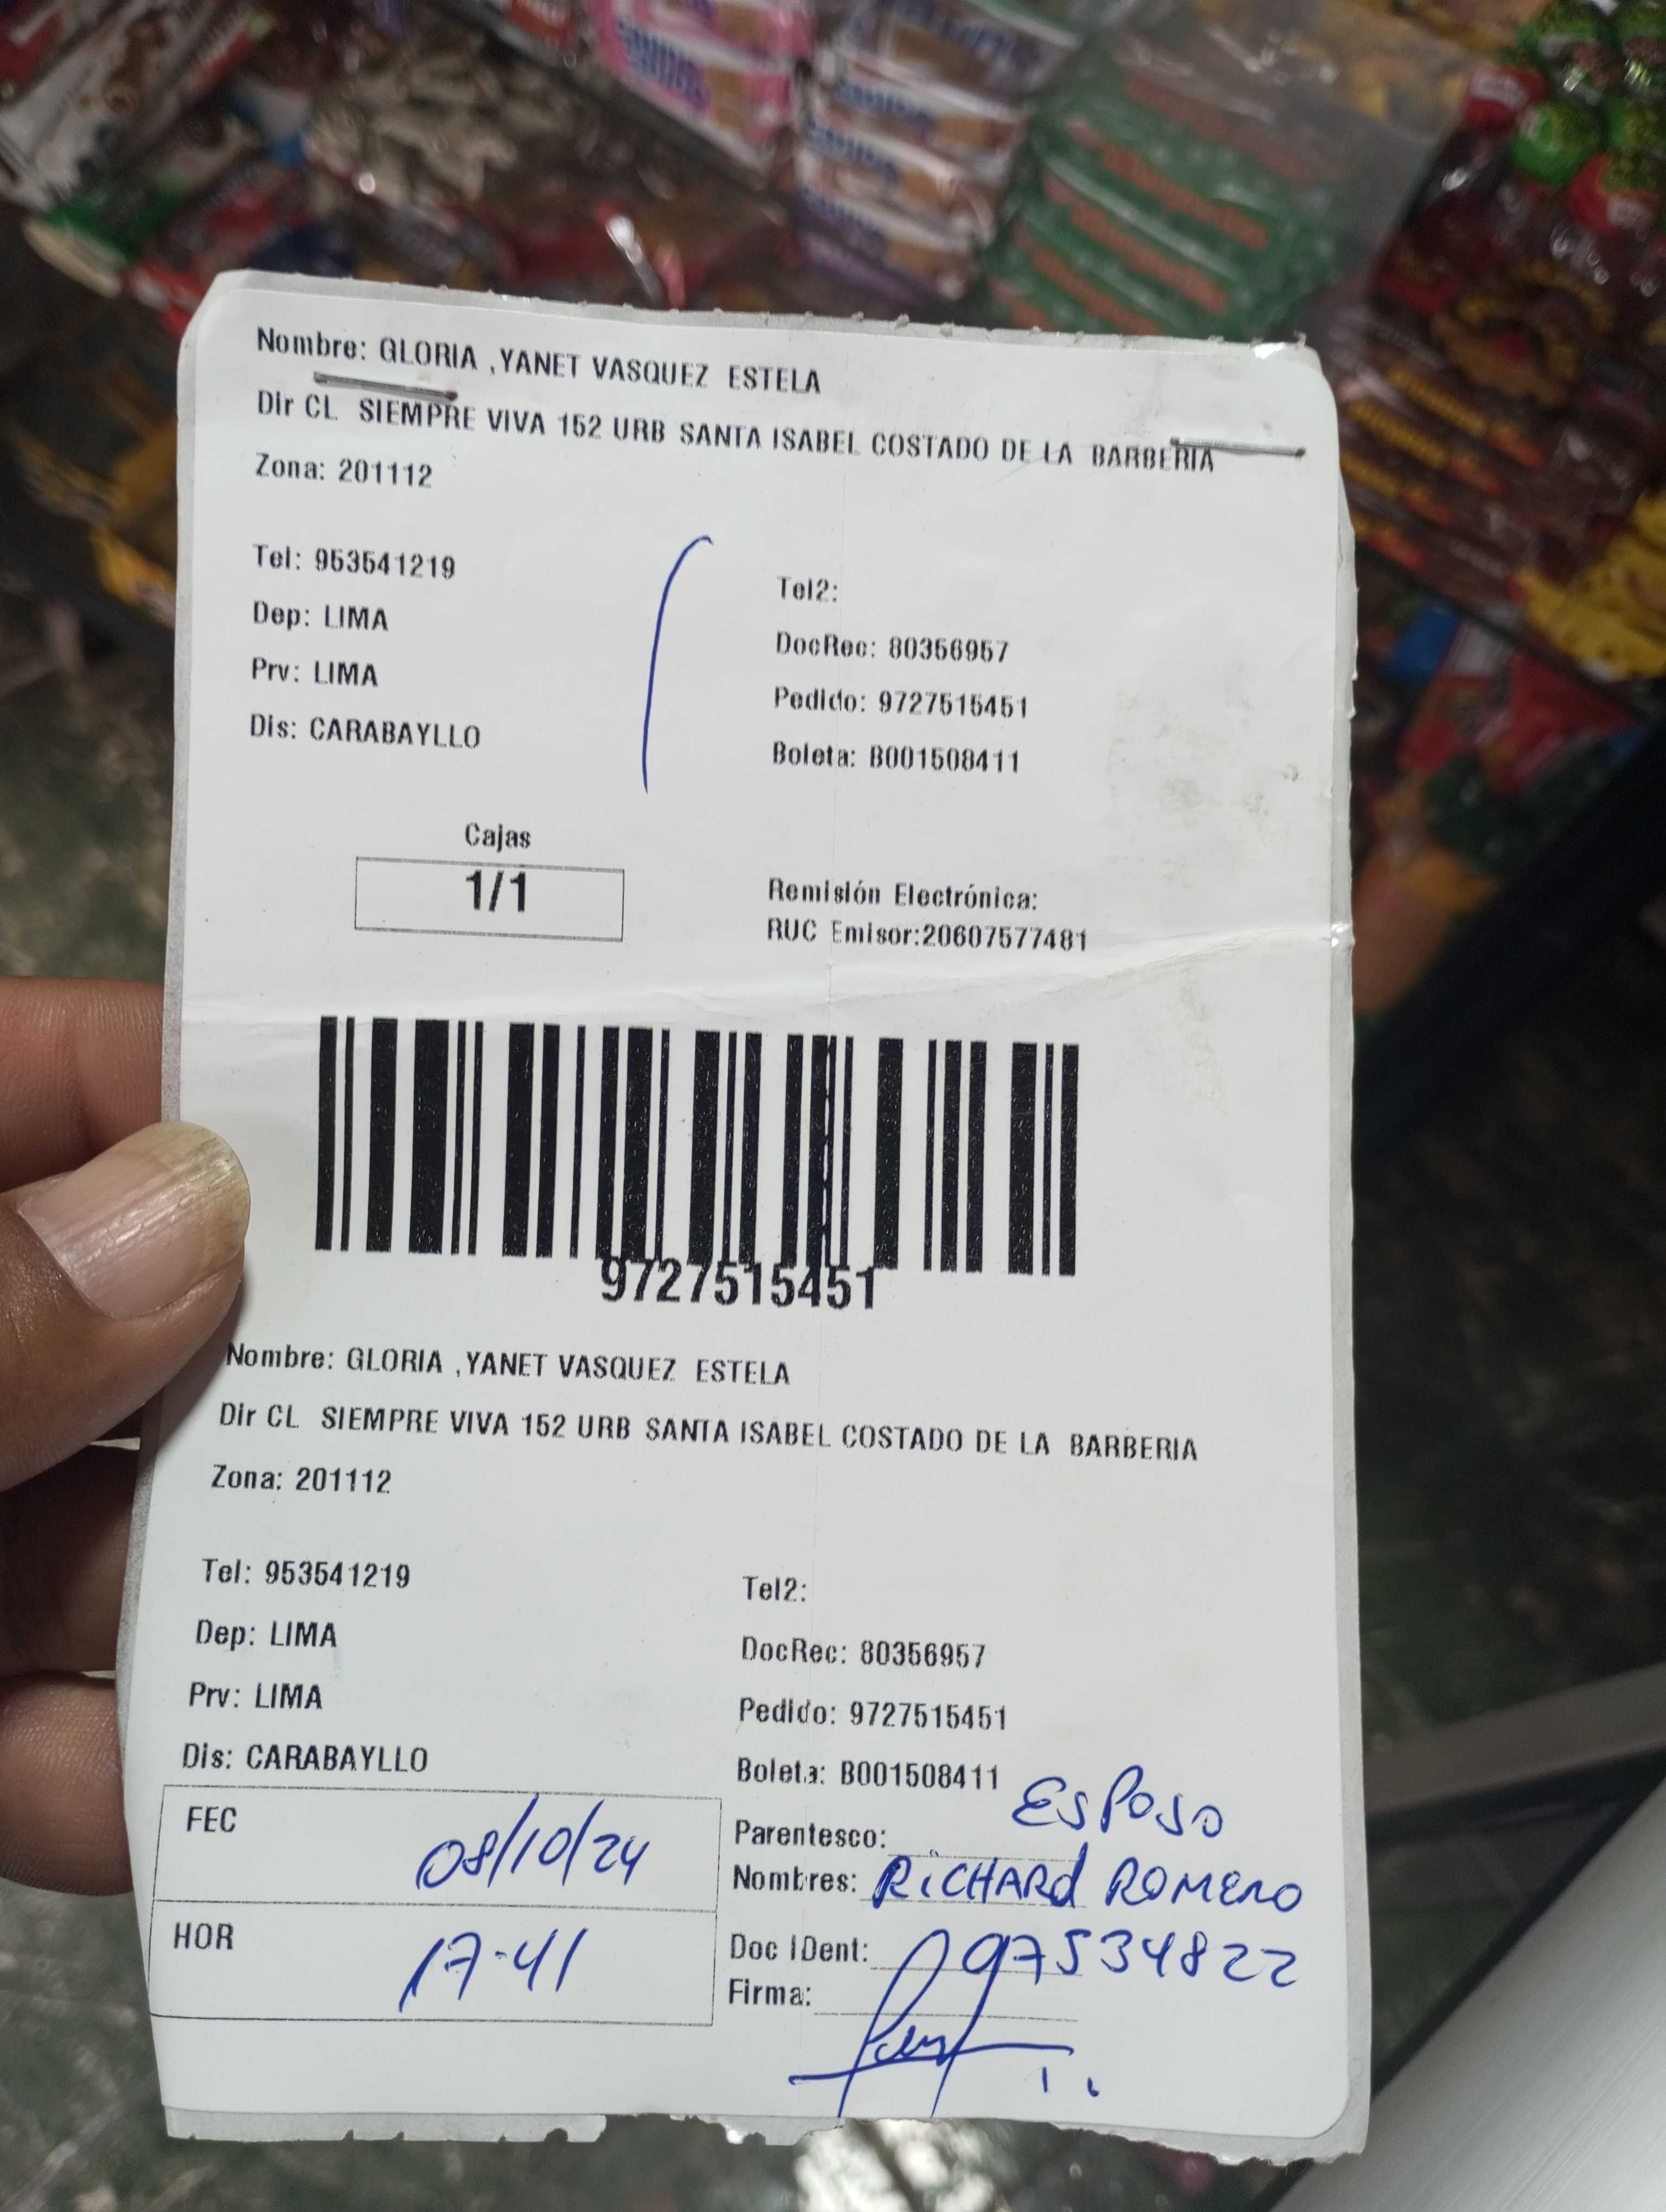 Nombre: GLORIA ,YANET VASQUEZ ESTELA
Dir CL SIEMPRE VIVA 152 URB SANTA ISABEL COSTADO DE LA BARBERIA
Zona: 201112
Tel: 953541219
Tel2:
Dep: LIMA
DocRec: 80356957
Prv: LIMA
Pedido: 9727515451
Dis: CARABAYLLO
Boleta: B001508411
Cajas
1/1
Remisión Electrónica:
RUC Emisor:20607577481
9727515451
Nombre: GLORIA ,YANET VASQUEZ ESTELA
Dir CL SIEMPRE VIVA 152 URB SANTA ISABEL COSTADO DE LA BARBERIA
Zona: 201112
Tel: 953541219
Tel2:
Dep: LIMA
DocRec: 80356957
Prv: LIMA
Pedido: 9727515451
Dis: CARABAYLLO
Boleta: B001508411
FEC 08/10/24
Parentesco: ESPOSO
Nombres: RiCHARd ROMERO
HOR 17-41
Doc IDent: 97534822
Firma: